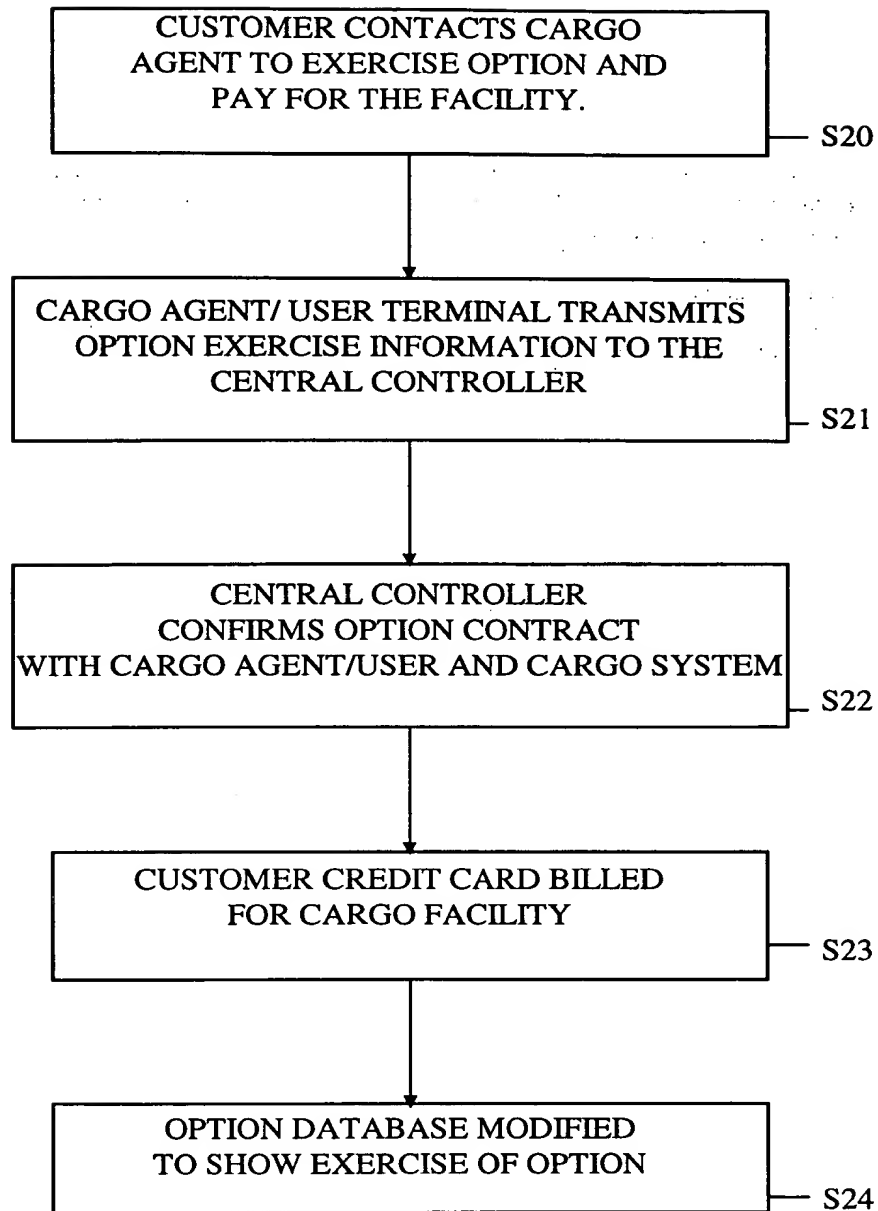 CUSTOMER CONTACTS CARGO
AGENT TO EXERCISE OPTION AND
PAY FOR THE FACILITY.
S20
CARGO AGENT/ USER TERMINAL TRANSMITS
OPTION EXERCISE INFORMATION TO THE
CENTRAL CONTROLLER
S21
CENTRAL CONTROLLER
CONFIRMS OPTION CONTRACT
WITH CARGO AGENT/USER AND CARGO SYSTEM
S22
CUSTOMER CREDIT CARD BILLED
FOR CARGO FACILITY
S23
OPTION DATABASE MODIFIED
TO SHOW EXERCISE OF OPTION
S24